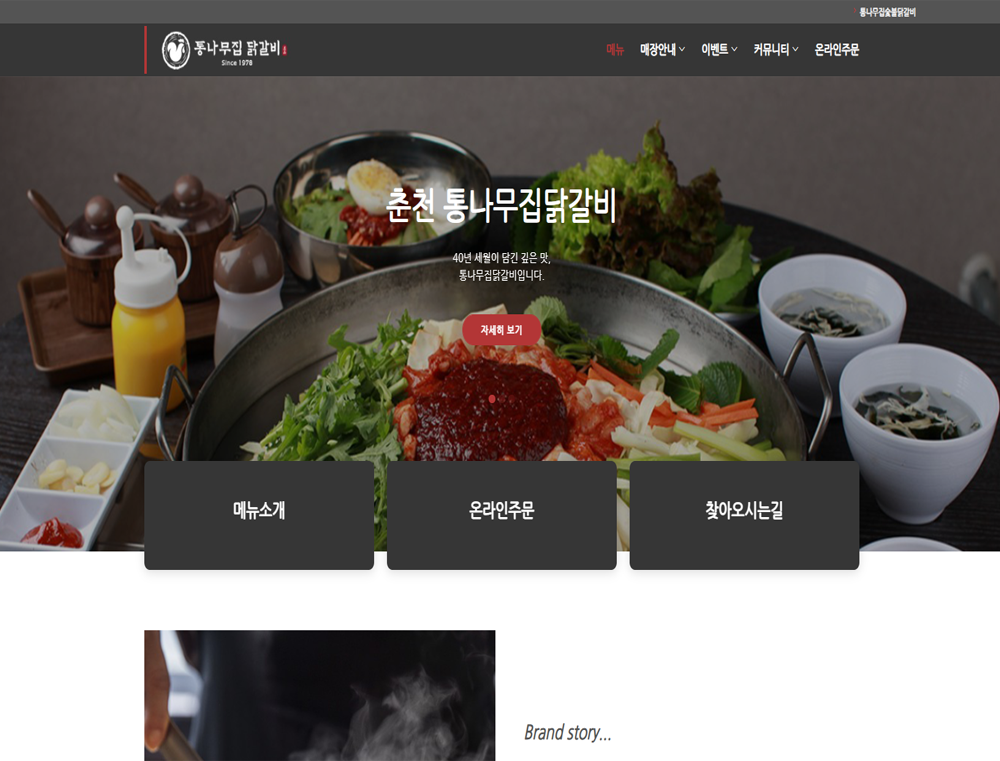 통나무집숯불닭갈비
통나무집 닭갈비
Since 1978
메뉴
매장안내
이벤트
커뮤니티
온라인주문
춘천 통나무집닭갈비
40년 세월이 담긴 깊은 맛,
통나무집닭갈비입니다.
자세히 보기
메뉴소개
온라인주문
찾아오시는길
Brand story...